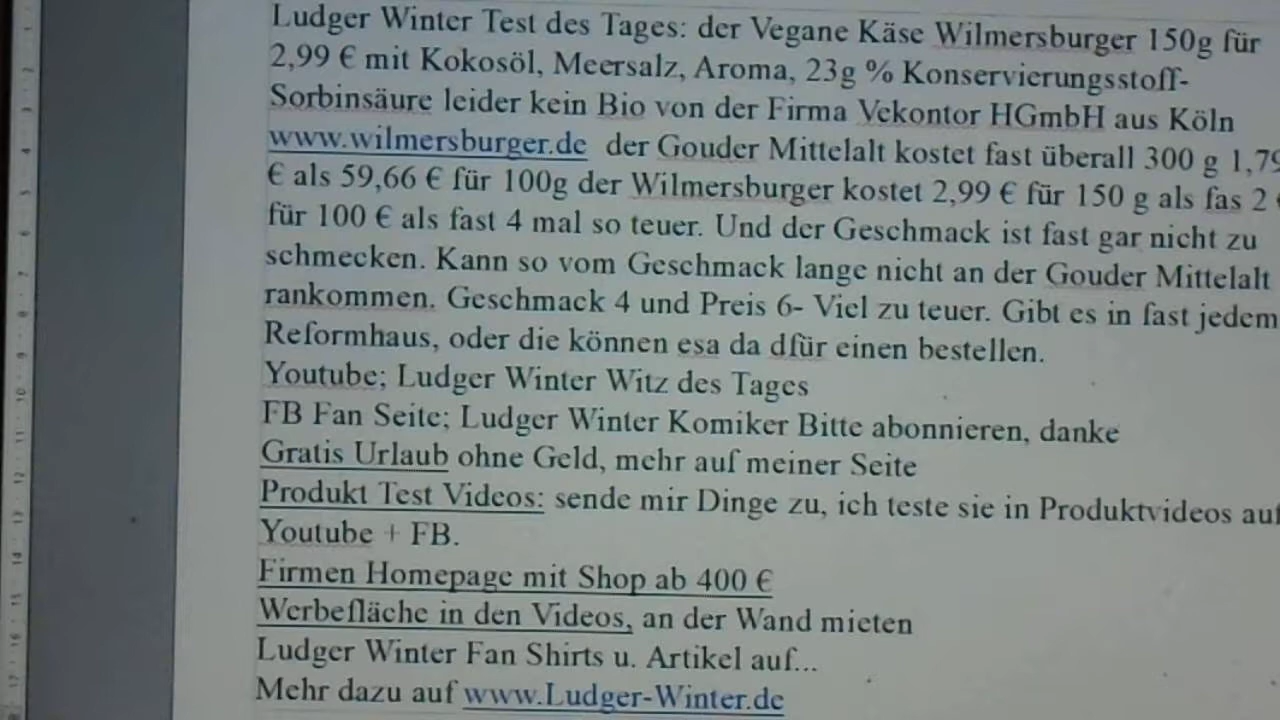 Ludger Winter Test des Tages: der Vegane Käse Wilmersburger 150g für
2,99 € mit Kokosöl, Meersalz, Aroma, 23g % Konservierungsstoff-
Sorbinsäure leider kein Bio von der Firma Vekontor HGmbH aus Köln
www.wilmersburger.de der Gouder Mittelalt kostet fast überall 300 g 1,79
€ als 59,66 € für 100g der Wilmersburger kostet 2,99 € für 150 g als fas 2 €
für 100 € als fast 4 mal so teuer. Und der Geschmack ist fast gar nicht zu
schmecken. Kann so vom Geschmack lange nicht an der Gouder Mittelalt
rankommen. Geschmack 4 und Preis 6- Viel zu teuer. Gibt es in fast jedem
Reformhaus, oder die können esa da dfür einen bestellen.
Youtube; Ludger Winter Witz des Tages
FB Fan Seite; Ludger Winter Komiker Bitte abonnieren, danke
Gratis Urlaub ohne Geld, mehr auf meiner Seite
Produkt Test Videos: sende mir Dinge zu, ich teste sie in Produktvideos auf
Youtube + FB.
Firmen Homepage mit Shop ab 400 €
Werbefläche in den Videos, an der Wand mieten
Ludger Winter Fan Shirts u. Artikel auf...
Mehr dazu auf www.Ludger-Winter.de